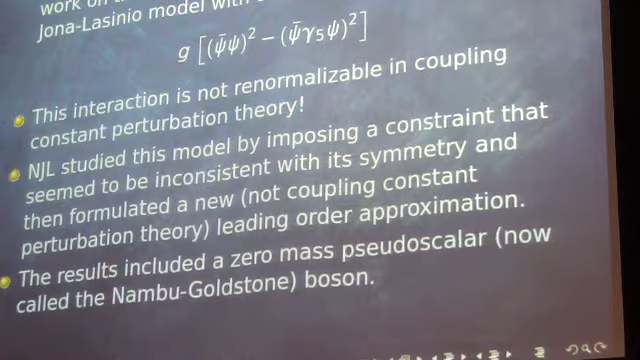 work on
Jona-Lasinio model with
g [(ψ̄ψ)² − (ψ̄γ₅ψ)²]
This interaction is not renormalizable in coupling
constant perturbation theory!
NJL studied this model by imposing a constraint that
seemed to be inconsistent with its symmetry and
then formulated a new (not coupling constant
perturbation theory) leading order approximation.
The results included a zero mass pseudoscalar (now
called the Nambu-Goldstone) boson.